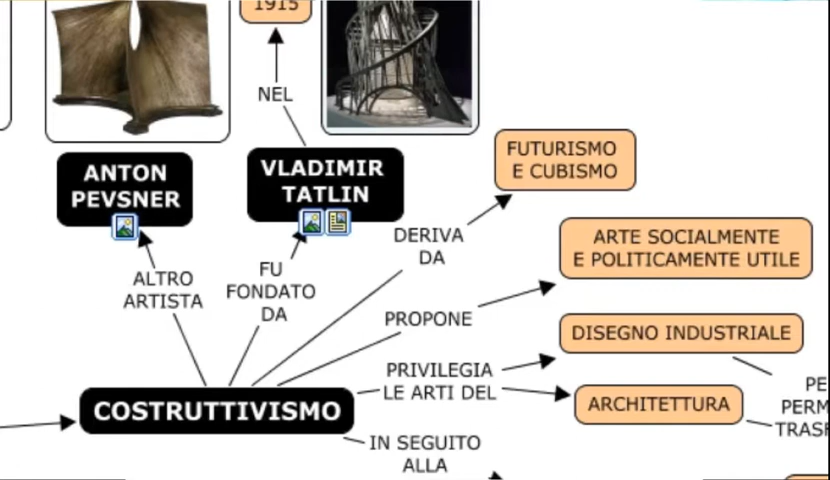 1915
NEL
ANTON
PEVSNER
VLADIMIR
TATLIN
FUTURISMO
E CUBISMO
DERIVA
DA
ARTE SOCIALMENTE
E POLITICAMENTE UTILE
ALTRO
ARTISTA
FU
FONDATO
DA
PROPONE
DISEGNO INDUSTRIALE
PRIVILEGIA
LE ARTI DEL
ARCHITETTURA
COSTRUTTIVISMO
IN SEGUITO
ALLA